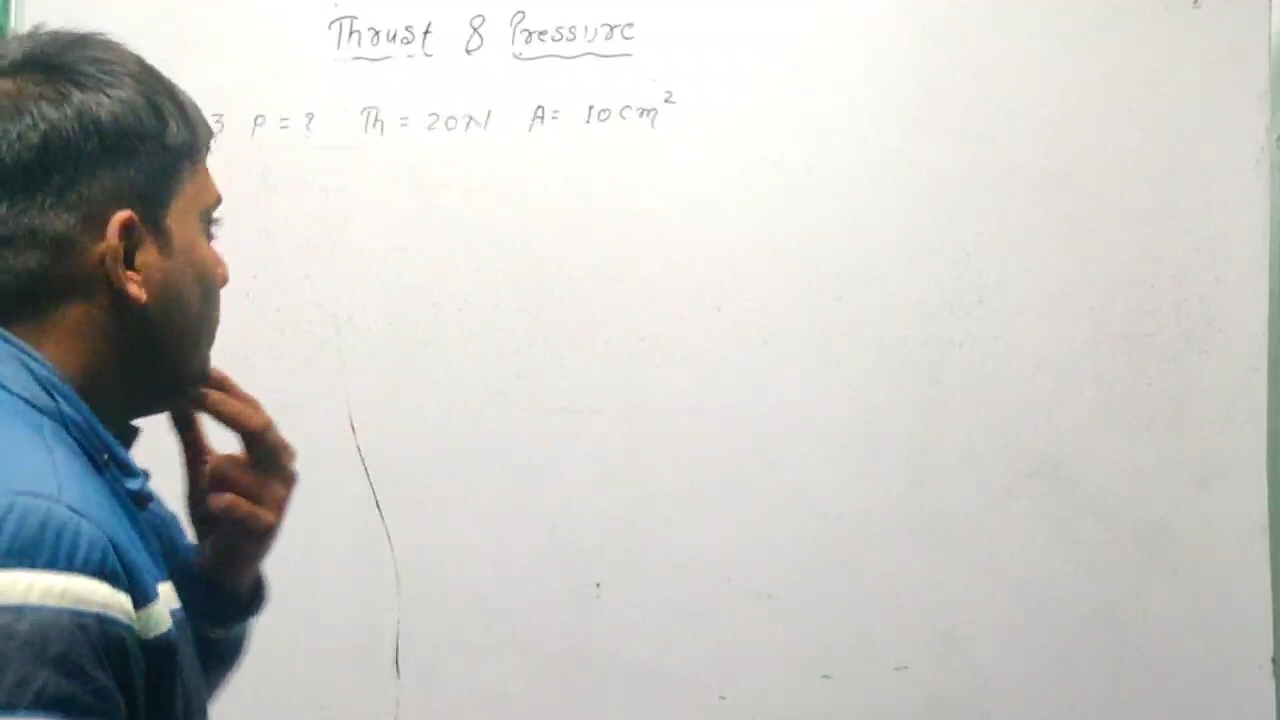 Thrust & Pressure
3 P = ? Th = 20N A = 10cm²